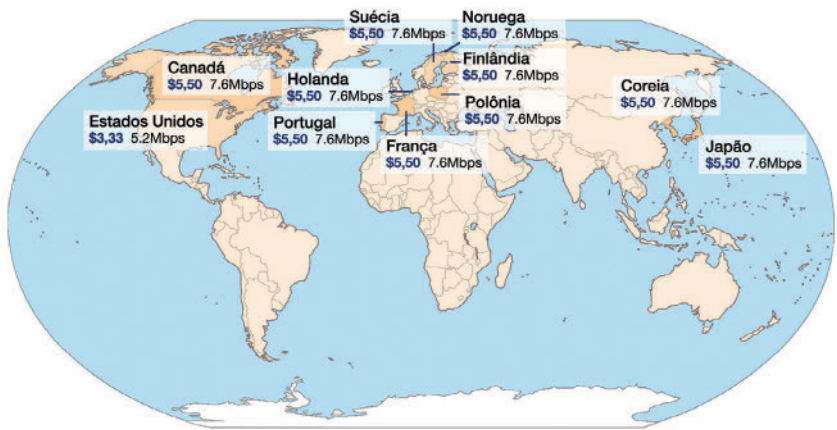 Suécia
$5,50 7.6Mbps
Noruega
$5,50 7.6Mbps
Canadá
$5,50 7.6Mbps
Holanda
$5,50 7.6Mbps
Finlândia
$5,50 7.6Mbps
Coreia
$5,50 7.6Mbps
Polônia
$5,50 7.6Mbps
Estados Unidos
$3,33 5.2Mbps
Portugal
$5,50 7.6Mbps
França
$5,50 7.6Mbps
Japão
$5,50 7.6Mbps